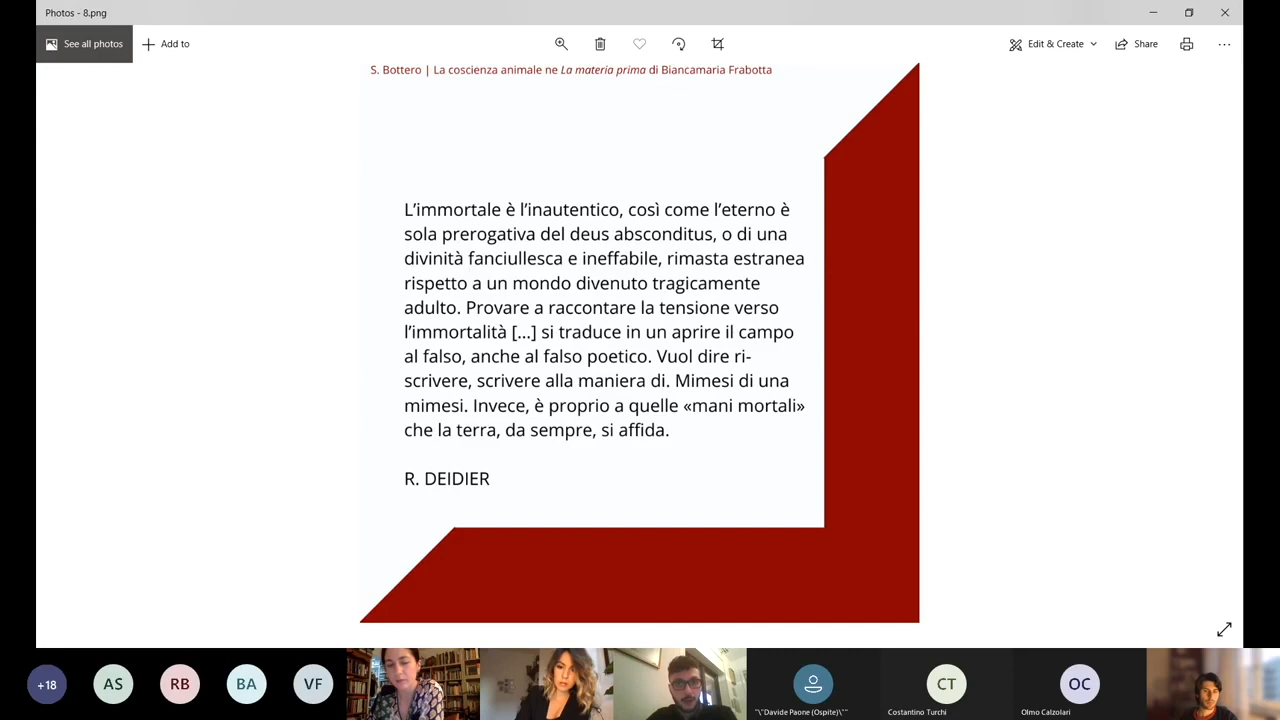 Photos - 8.png
See all photos
Add to
Edit & Create
Share
S. Bottero | La coscienza animale ne La materia prima di Biancamaria Frabotta
L’immortale è l’inautentico, così come l’eterno è
sola prerogativa del deus absconditus, o di una
divinità fanciullesca e ineffabile, rimasta estranea
rispetto a un mondo divenuto tragicamente
adulto. Provare a raccontare la tensione verso
l’immortalità [...] si traduce in un aprire il campo
al falso, anche al falso poetico. Vuol dire ri-
scrivere, scrivere alla maniera di. Mimesi di una
mimesi. Invece, è proprio a quelle «mani mortali»
che la terra, da sempre, si affida.
R. DEIDIER
+18
AS
RB
BA
VF
"\"Davide Paone (Ospite)\""
CT
Costantino Turchi
OC
Olmo Calzolari